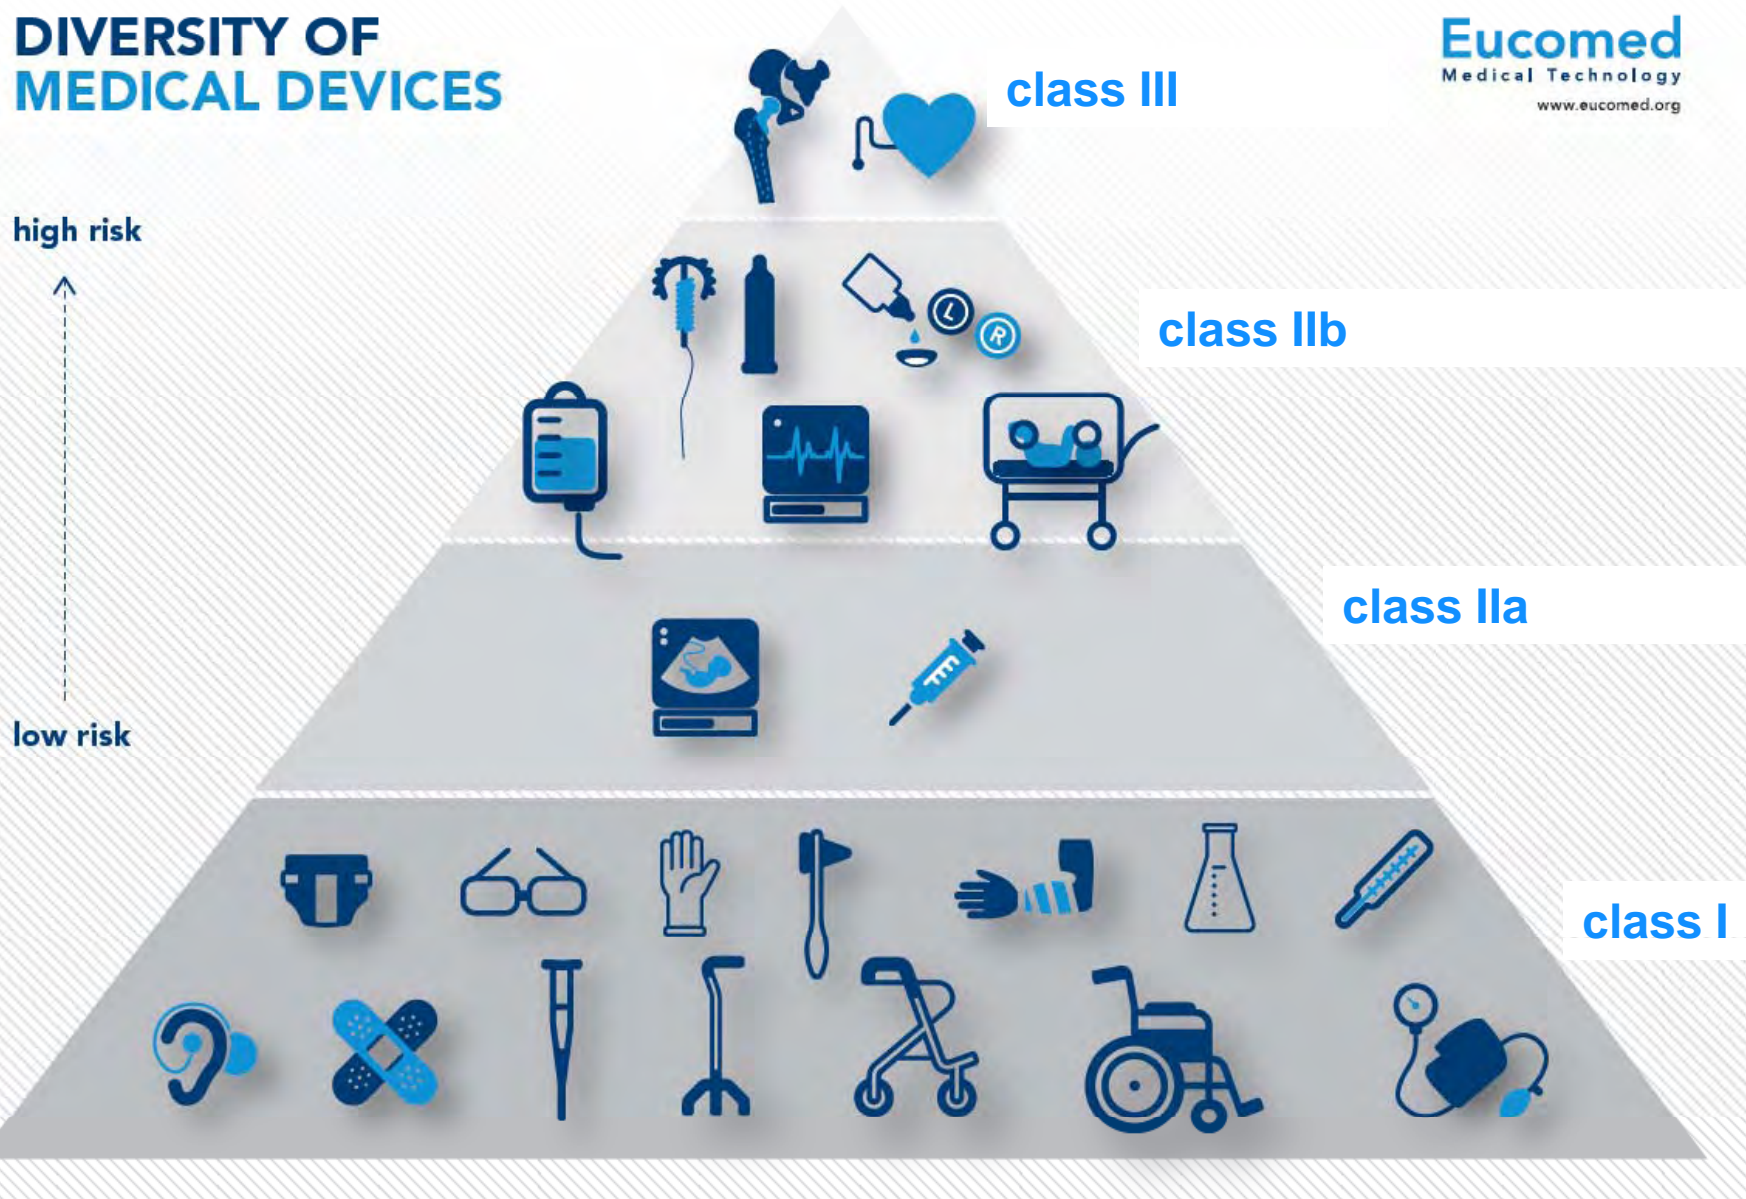 DIVERSITY OF
MEDICAL DEVICES
Eucomed
Medical Technology
www.eucomed.org
class III
high risk
L
R
class IIb
class IIa
low risk
class I